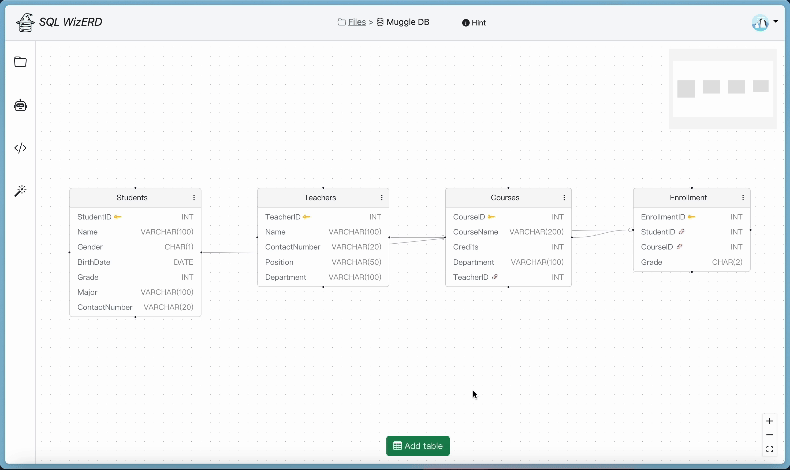 SQL WizERD
Files > Muggle DB
Hint
Students
StudentID INT
Name VARCHAR(100)
Gender CHAR(1)
BirthDate DATE
Grade INT
Major VARCHAR(100)
ContactNumber VARCHAR(20)
Teachers
TeacherID INT
Name VARCHAR(100)
ContactNumber VARCHAR(20)
Position VARCHAR(50)
Department VARCHAR(100)
Courses
CourseID INT
CourseName VARCHAR(200)
Credits INT
Department VARCHAR(100)
TeacherID INT
Enrollment
EnrollmentID INT
StudentID INT
CourseID INT
Grade CHAR(2)
Add table